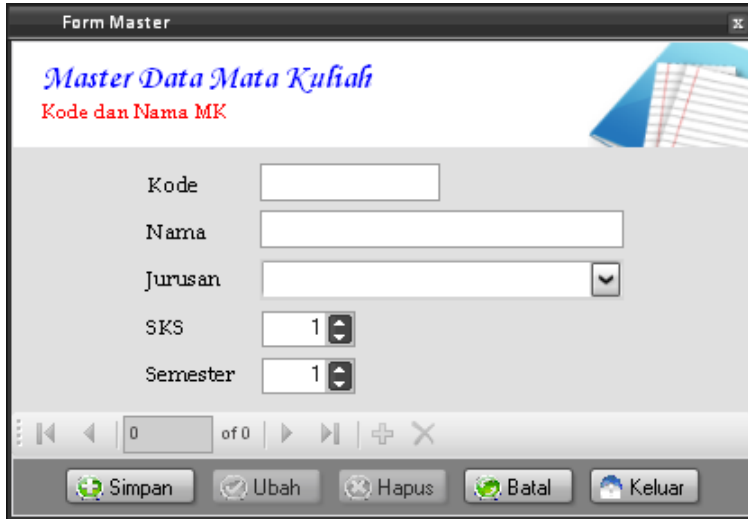 Form Master
x
Master Data Mata Kuliah
Kode dan Nama MK
Kode
Nama
Jurusan
SKS 1
Semester 1
0 of 0
Simpan Ubah Hapus Batal Keluar